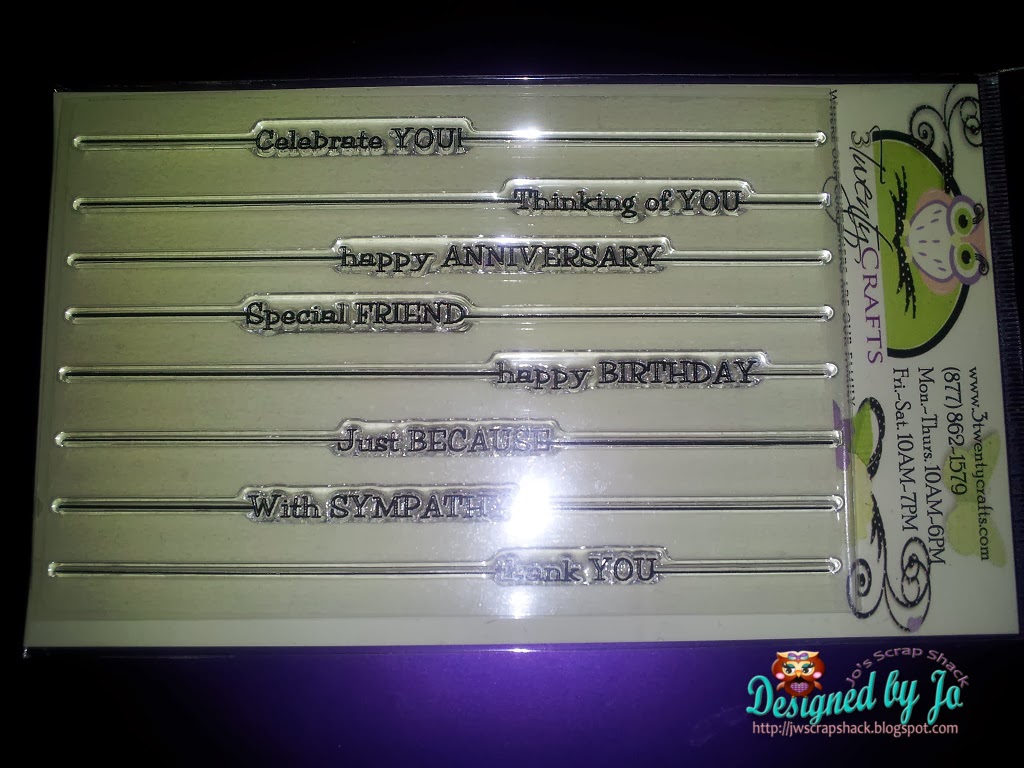 Celebrate YOU!
Thinking of YOU
happy ANNIVERSARY
Special FRIEND
happy BIRTHDAY
Just BECAUSE
With SYMPATHY
thank YOU
3TwentyCRAFTS
www.3twentycrafts.com
(877) 862-1579
Mon.-Thurs. 10AM-6PM
Fri.-Sat. 10AM-7PM
Jo's Scrap Shack
Designed by Jo
http://jwscrapshack.blogspot.com